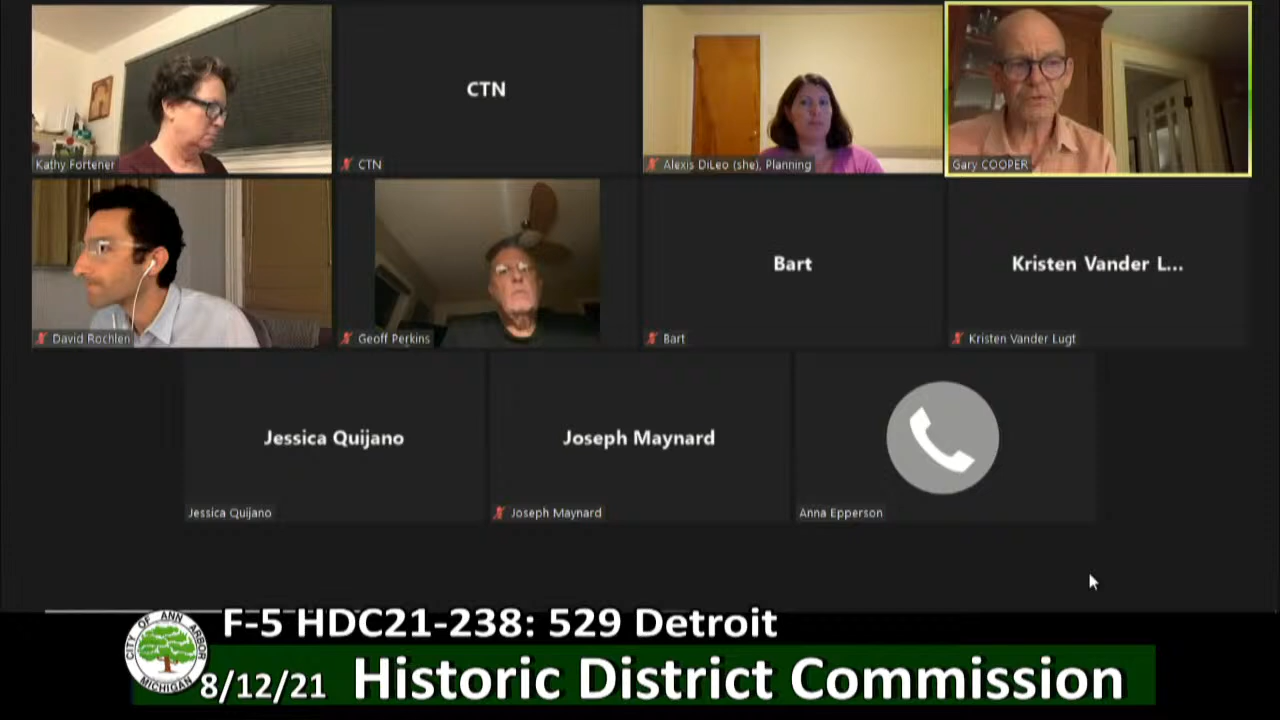 CTN
Kathy Fortener
CTN
Alexis DiLeo (she), Planning
Gary COOPER
Bart
Kristen Vander L...
David Rochlen
Geoff Perkins
Bart
Kristen Vander Lugt
Jessica Quijano
Joseph Maynard
Jessica Quijano
Joseph Maynard
Anna Epperson
F-5 HDC21-238: 529 Detroit
CITY OF ANN ARBOR
MICHIGAN
8/12/21 Historic District Commission